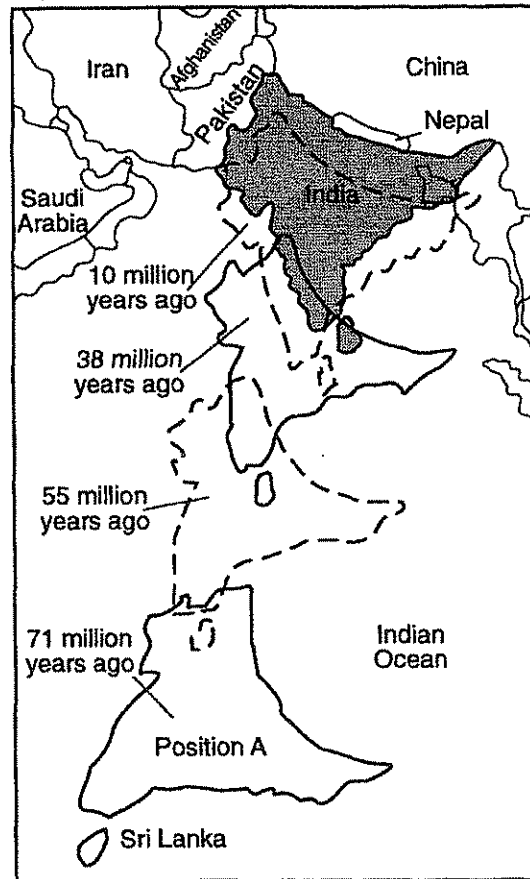 Iran
Afghanistan
Pakistan
China
Nepal
India
Saudi
Arabia
10 million
years ago
38 million
years ago
55 million
years ago
71 million
years ago
Indian
Ocean
Position A
Sri Lanka